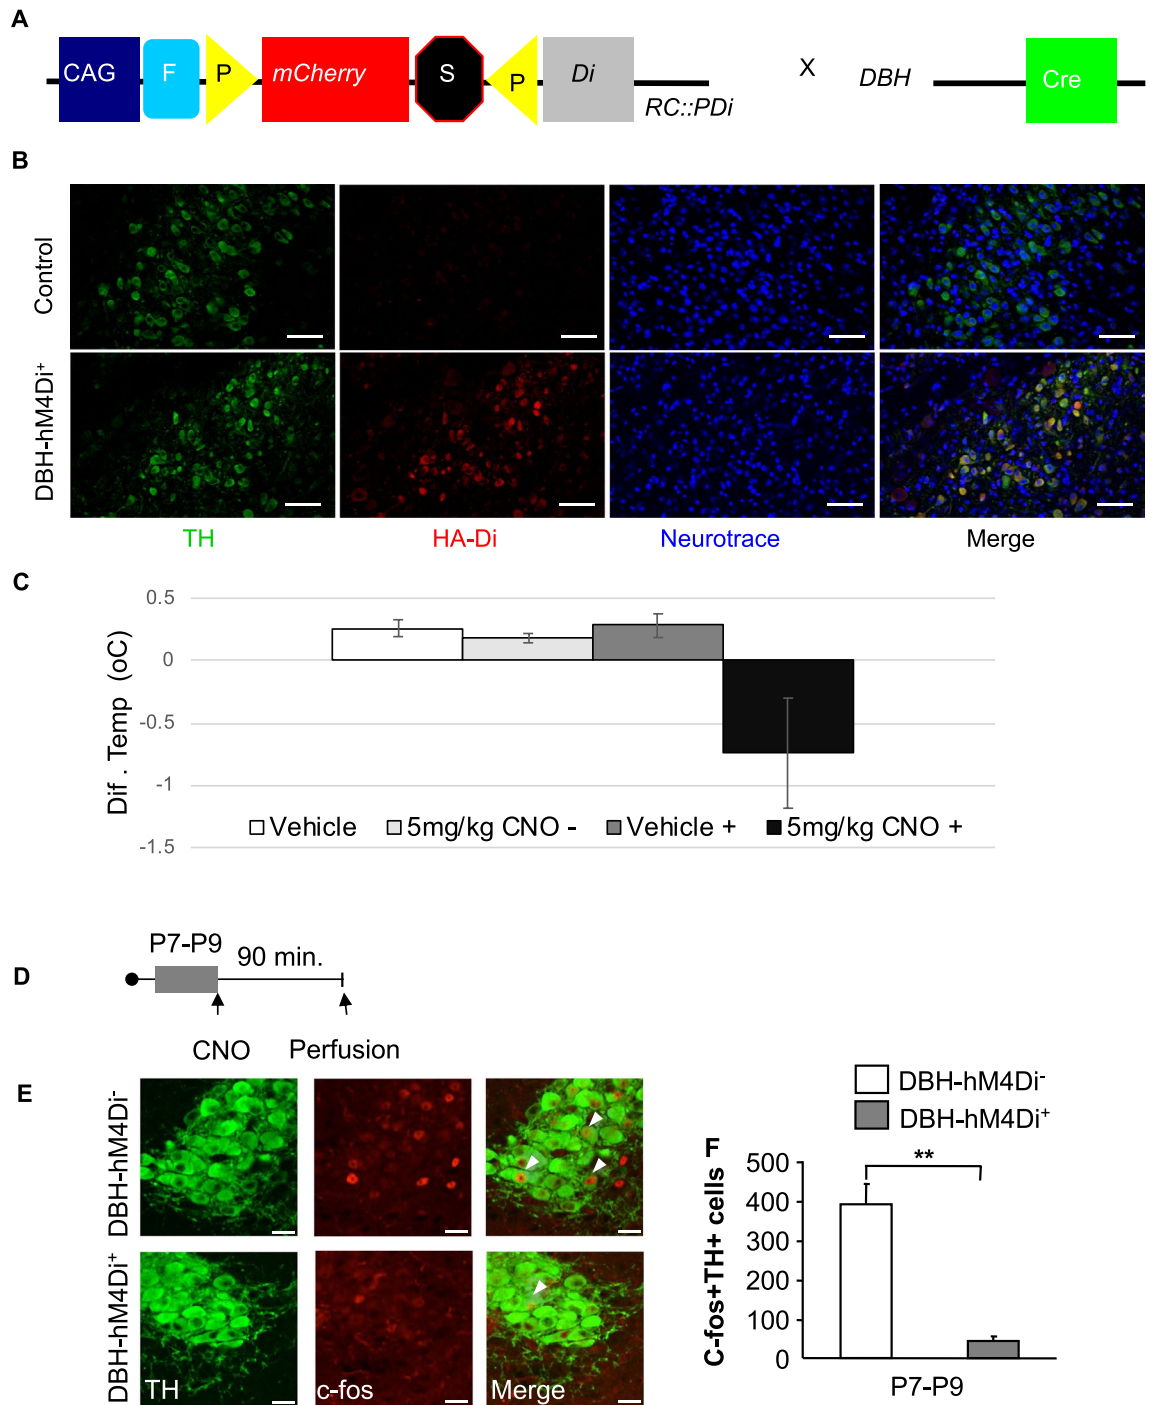 A
CAG F P mCherry S P Di RC::PDi X DBH Cre
B
Control
DBH-hM4Di+
TH HA-Di Neurotrace Merge
C
Dif . Temp (oC)
0.5
0
-0.5
-1
-1.5
Vehicle 5mg/kg CNO - Vehicle + 5mg/kg CNO +
D
P7-P9 90 min.
CNO Perfusion
E
DBH-hM4Di-
DBH-hM4Di+
TH c-fos Merge
DBH-hM4Di-
DBH-hM4Di+
F
C-fos+TH+ cells
**
500
400
300
200
100
0
P7-P9